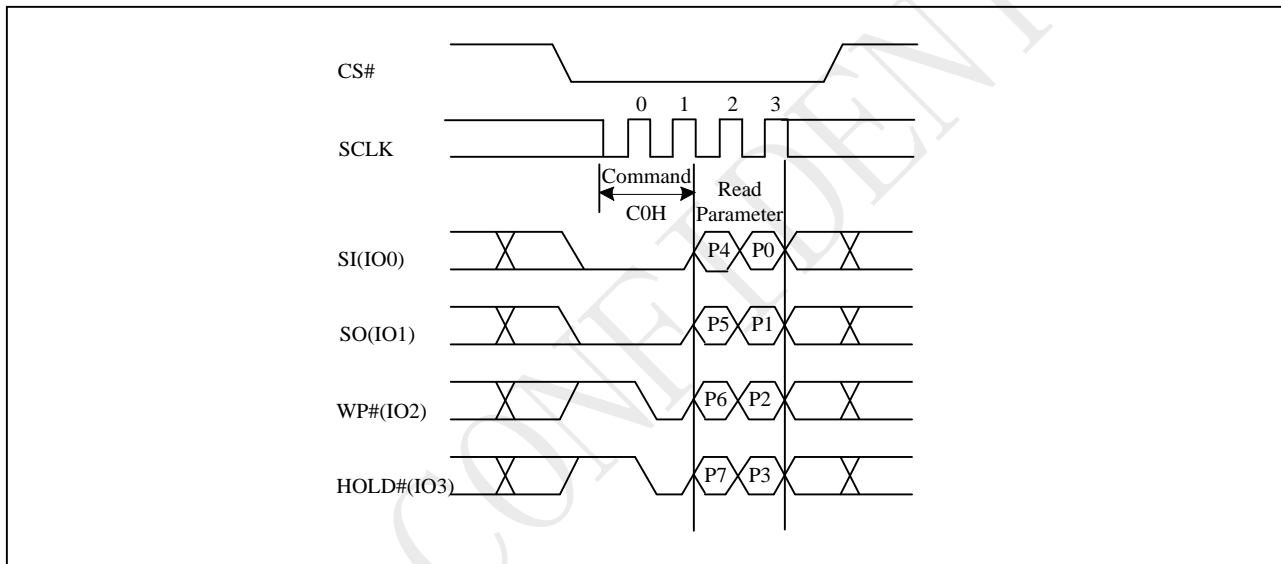 CS#
0 1 2 3
SCLK
Command
C0H
Read
Parameter
SI(IO0)
P4 P0
SO(IO1)
P5 P1
WP#(IO2)
P6 P2
HOLD#(IO3)
P7 P3
CONFIDENT